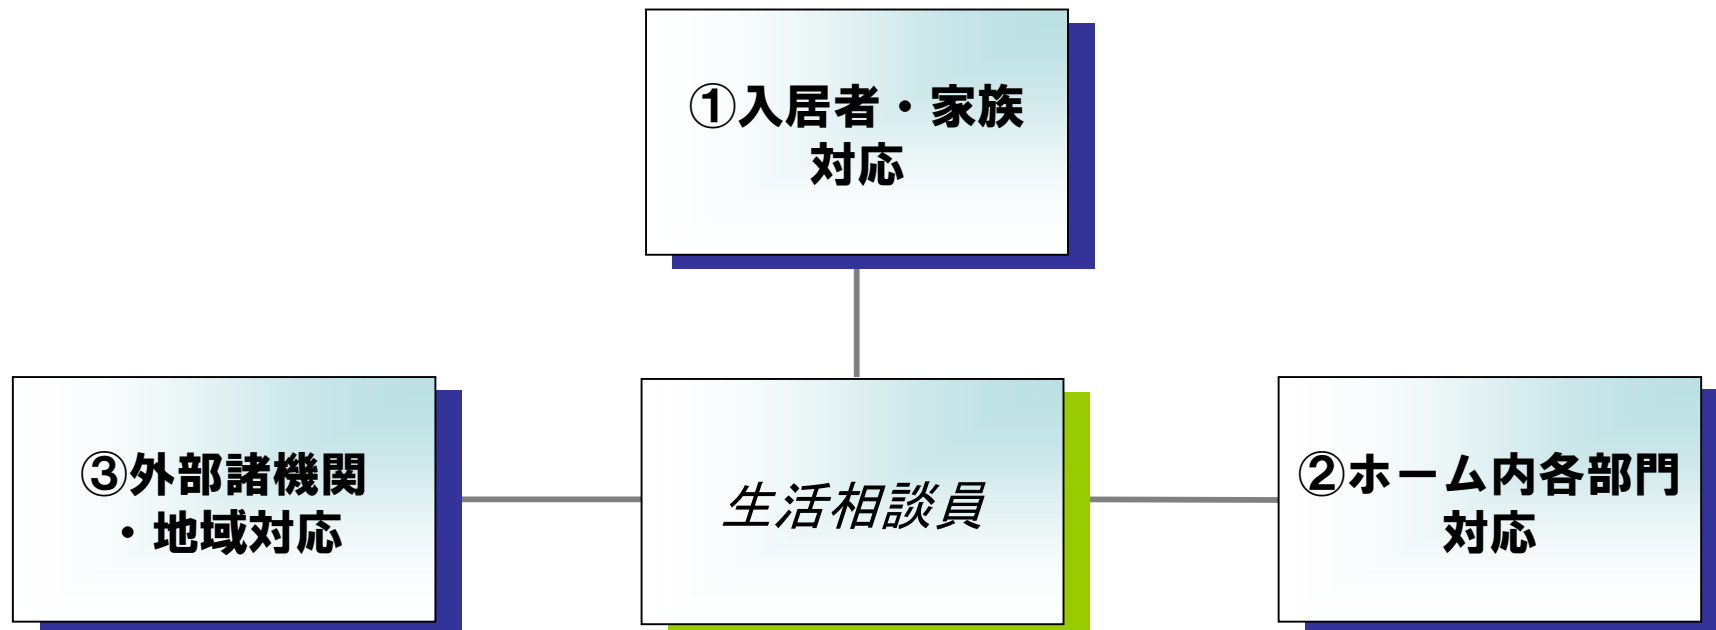 ①入居者・家族
対応
③外部諸機関
・地域対応
生活相談員
②ホーム内各部門
対応